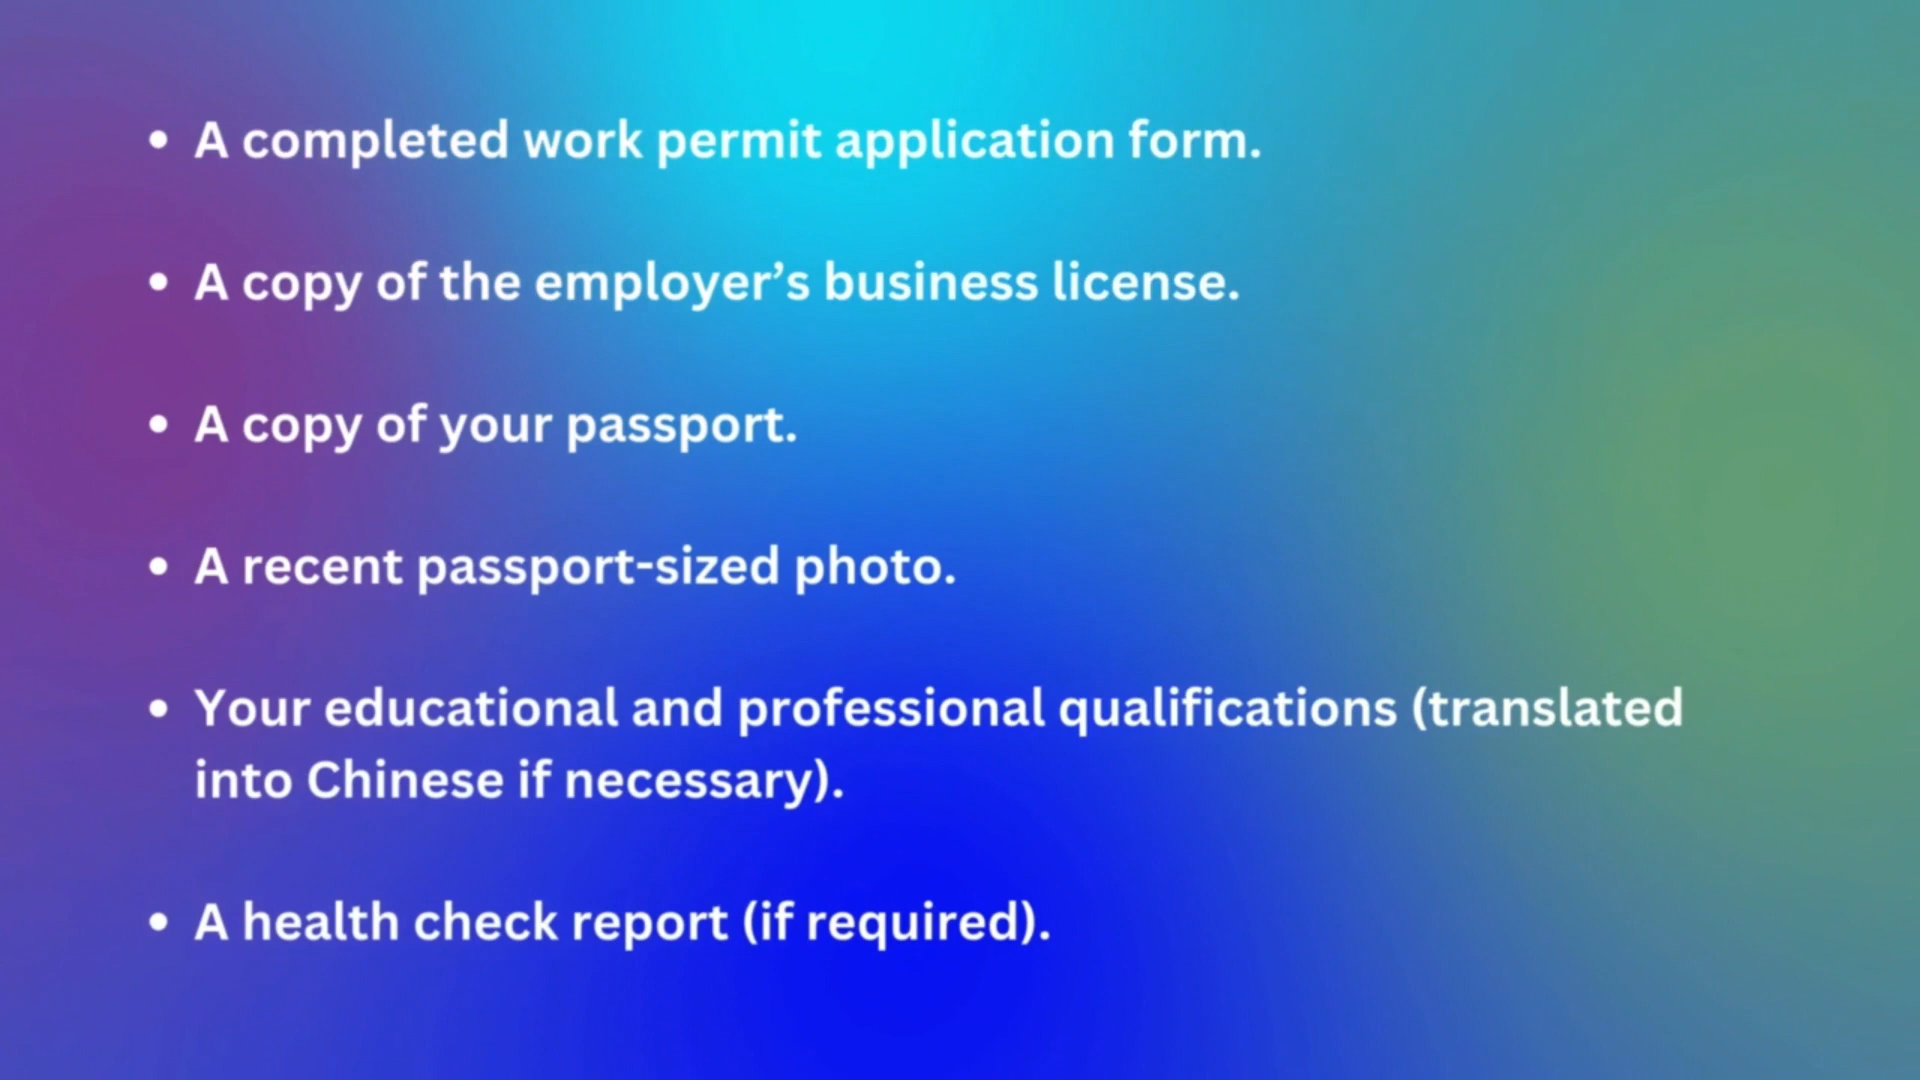 • A completed work permit application form.
• A copy of the employer’s business license.
• A copy of your passport.
• A recent passport-sized photo.
• Your educational and professional qualifications (translated
into Chinese if necessary).
• A health check report (if required).